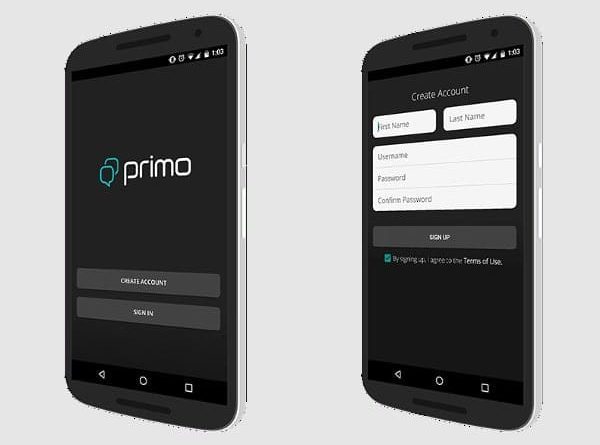 1:03
primo
CREATE ACCOUNT
SIGN IN
1:03
Create Account
First Name
Last Name
Username
Password
Confirm Password
SIGN UP
By signing up, I agree to the Terms of Use.